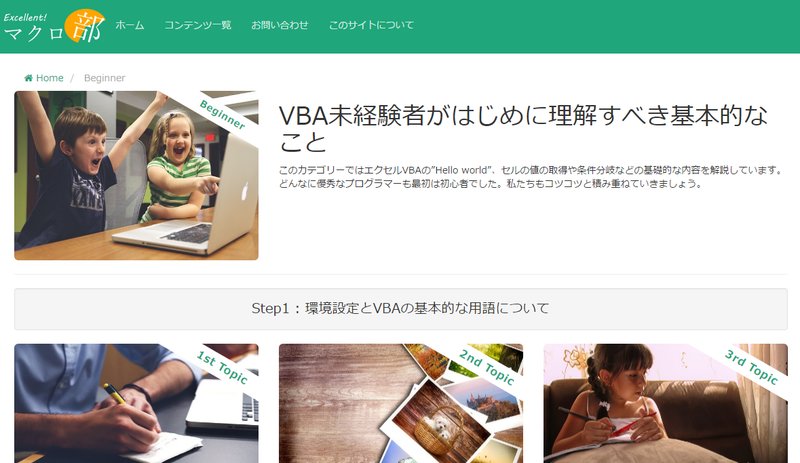 Excellent!
マクロ部
ホーム コンテンツ一覧 お問い合わせ このサイトについて
Home / Beginner
Beginner
VBA未経験者がはじめに理解すべき基本的な
こと
このカテゴリーではエクセルVBAの"Hello world"、セルの値の取得や条件分岐などの基礎的な内容を解説しています。
どんなに優秀なプログラマーも最初は初心者でした。私たちもコツコツと積み重ねていきましょう。
Step1 : 環境設定とVBAの基本的な用語について
1st Topic
2nd Topic
3rd Topic